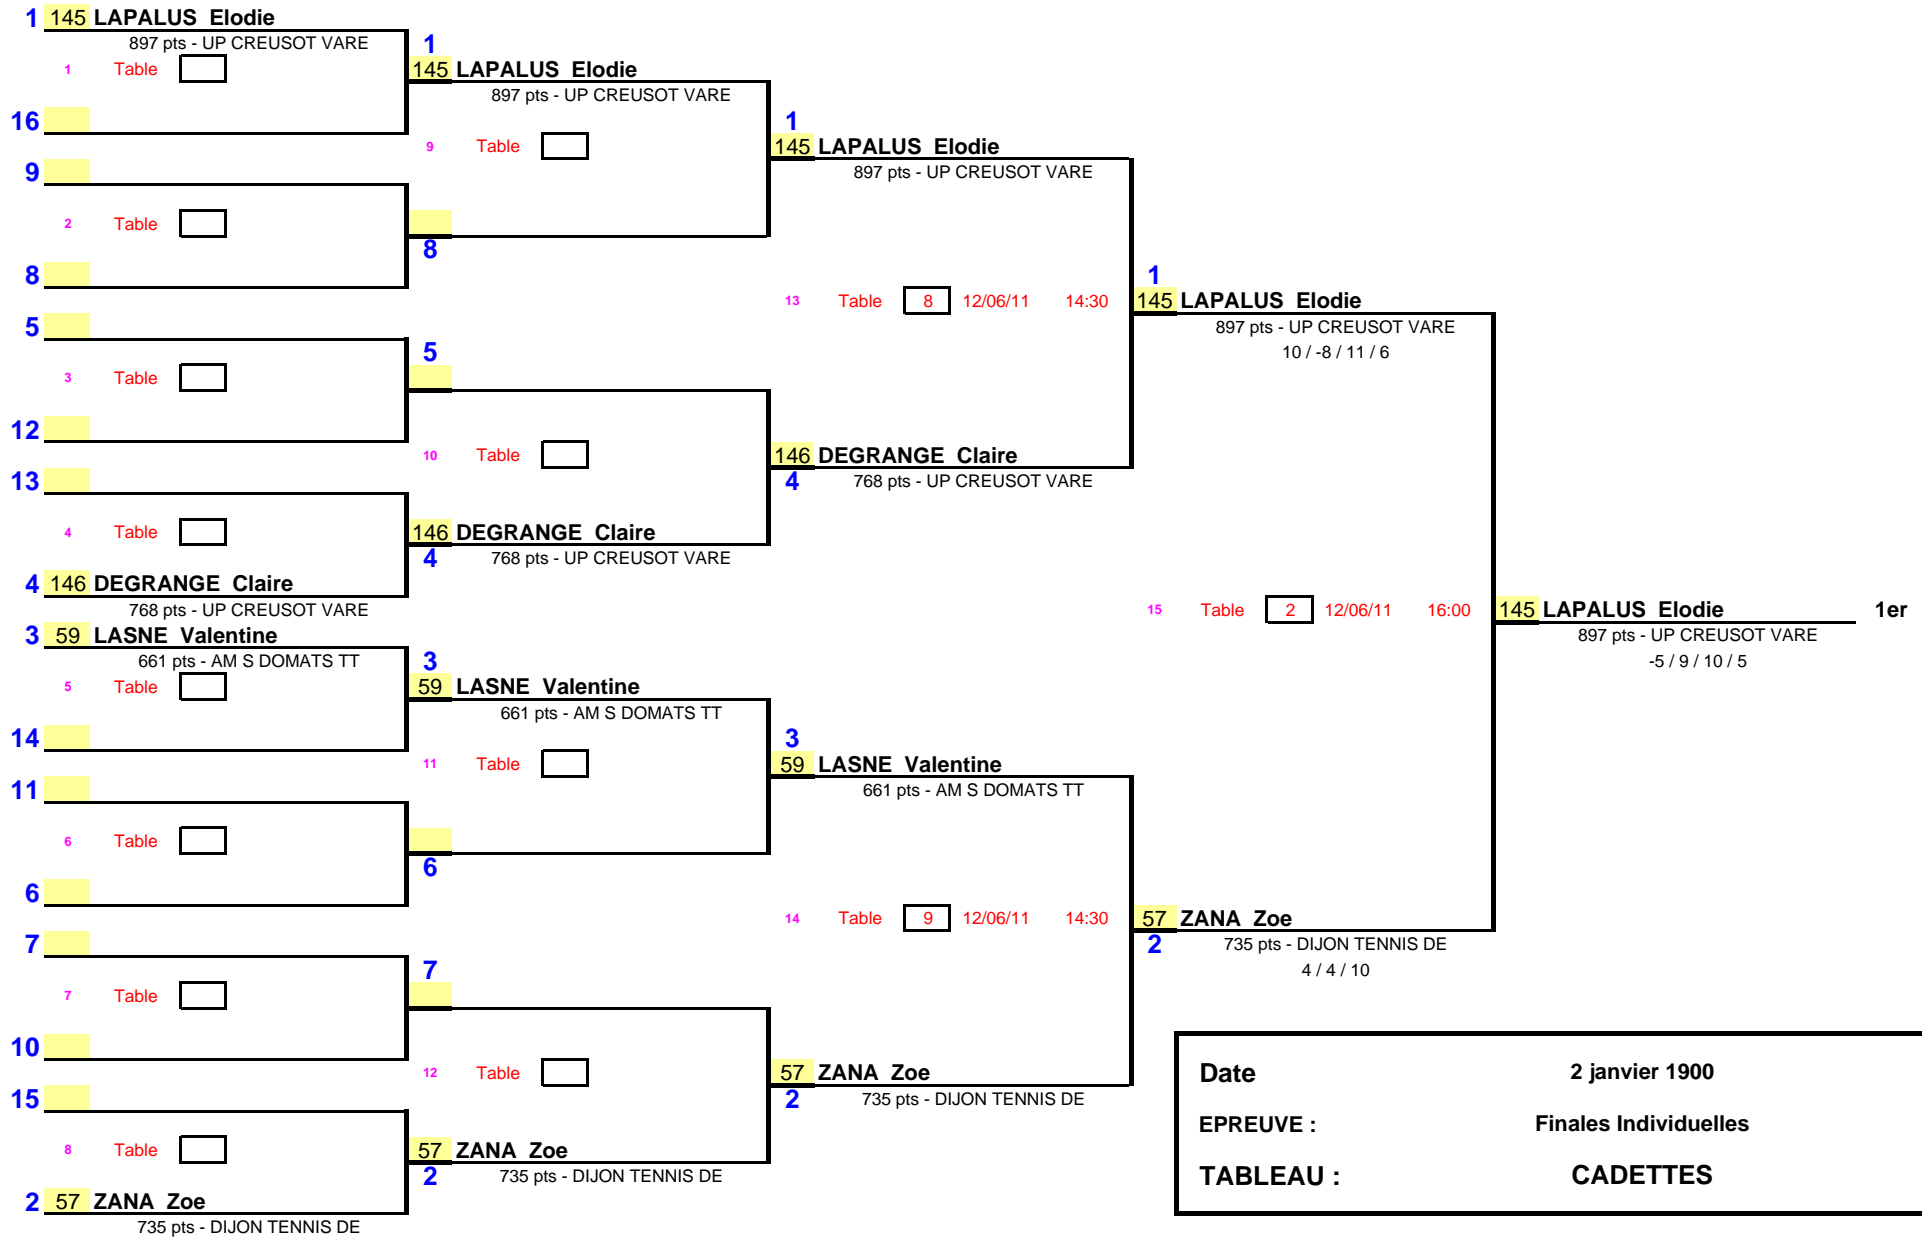 1 145 LAPALUS Elodie
897 pts - UP CREUSOT VARE
1 Table
16
9
2 Table
8
5
3 Table
12
13
4 Table
4 146 DEGRANGE Claire
768 pts - UP CREUSOT VARE
3 59 LASNE Valentine
661 pts - AM S DOMATS TT
5 Table
14
11
6 Table
6
7
7 Table
10
15
8 Table
2 57 ZANA Zoe
735 pts - DIJON TENNIS DE
1
145 LAPALUS Elodie
897 pts - UP CREUSOT VARE
9 Table
8
5
10 Table
146 DEGRANGE Claire
4
768 pts - UP CREUSOT VARE
3
59 LASNE Valentine
661 pts - AM S DOMATS TT
11 Table
6
7
12 Table
57 ZANA Zoe
2
735 pts - DIJON TENNIS DE
1
145 LAPALUS Elodie
897 pts - UP CREUSOT VARE
13 Table 8 12/06/11 14:30
146 DEGRANGE Claire
4
768 pts - UP CREUSOT VARE
3
59 LASNE Valentine
661 pts - AM S DOMATS TT
14 Table 9 12/06/11 14:30
57 ZANA Zoe
2
735 pts - DIJON TENNIS DE
1
145 LAPALUS Elodie
897 pts - UP CREUSOT VARE
10 / -8 / 11 / 6
15 Table 2 12/06/11 16:00
57 ZANA Zoe
2
735 pts - DIJON TENNIS DE
4 / 4 / 10
145 LAPALUS Elodie 1er
897 pts - UP CREUSOT VARE
-5 / 9 / 10 / 5
Date 2 janvier 1900
EPREUVE : Finales Individuelles
TABLEAU : CADETTES